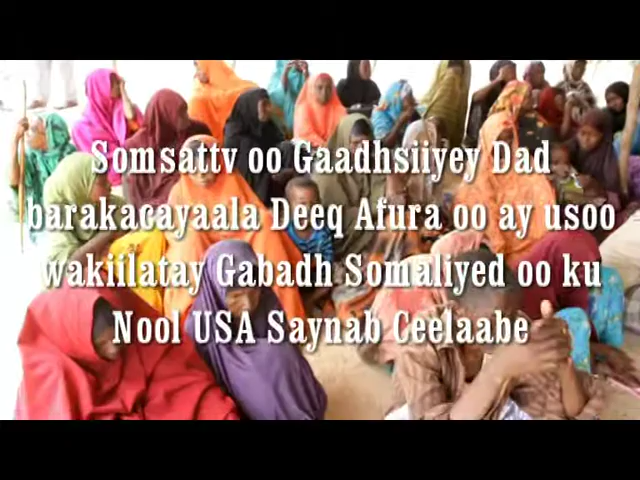 Somsattv oo Gaadhsiiyey Dad
barakacayaala Deeq Afura oo ay usoo
wakiilatay Gabadh Somaliyed oo ku
Nool USA Saynab Ceelaabe